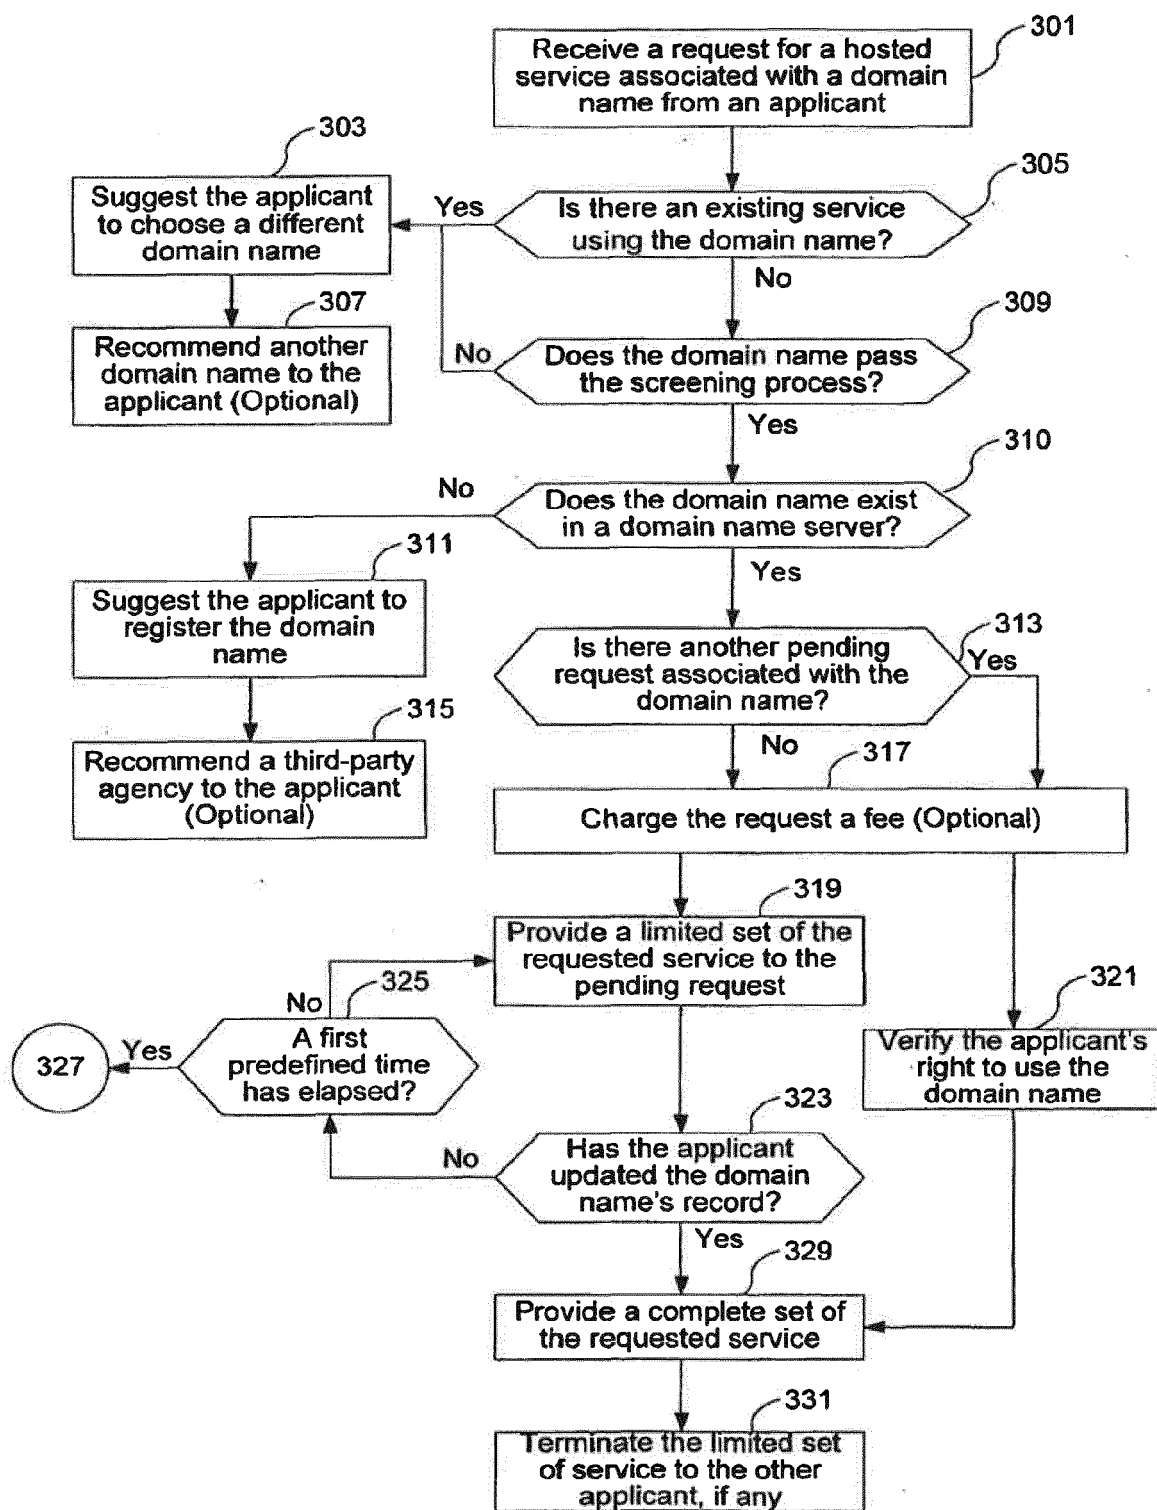 301
Receive a request for a hosted
service associated with a domain
name from an applicant
303
Suggest the applicant
to choose a different
domain name
305
Is there an existing service
using the domain name?
Yes
No
307
Recommend another
domain name to the
applicant (Optional)
309
Does the domain name pass
the screening process?
No
Yes
310
Does the domain name exist
in a domain name server?
No
Yes
311
Suggest the applicant to
register the domain
name
313
Is there another pending
request associated with the
domain name?
Yes
No
315
Recommend a third-party
agency to the applicant
(Optional)
317
Charge the request a fee (Optional)
319
Provide a limited set of the
requested service to the
pending request
321
Verify the applicant's
right to use the
domain name
325
No
A first
predefined time
has elapsed?
Yes
327
323
Has the applicant
updated the domain
name's record?
No
Yes
329
Provide a complete set of
the requested service
331
Terminate the limited set
of service to the other
applicant, if any